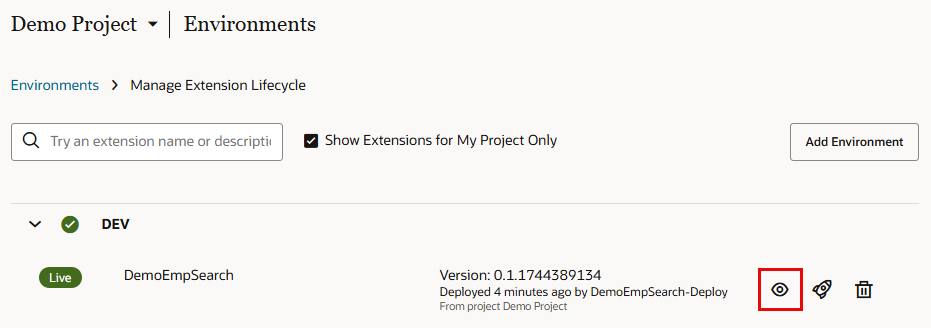 Demo Project Environments
Environments > Manage Extension Lifecycle
Try an extension name or descriptic
Show Extensions for My Project Only
Add Environment
DEV
Live
DemoEmpSearch
Version: 0.1.1744389134
Deployed 4 minutes ago by DemoEmpSearch-Deploy
From project Demo Project